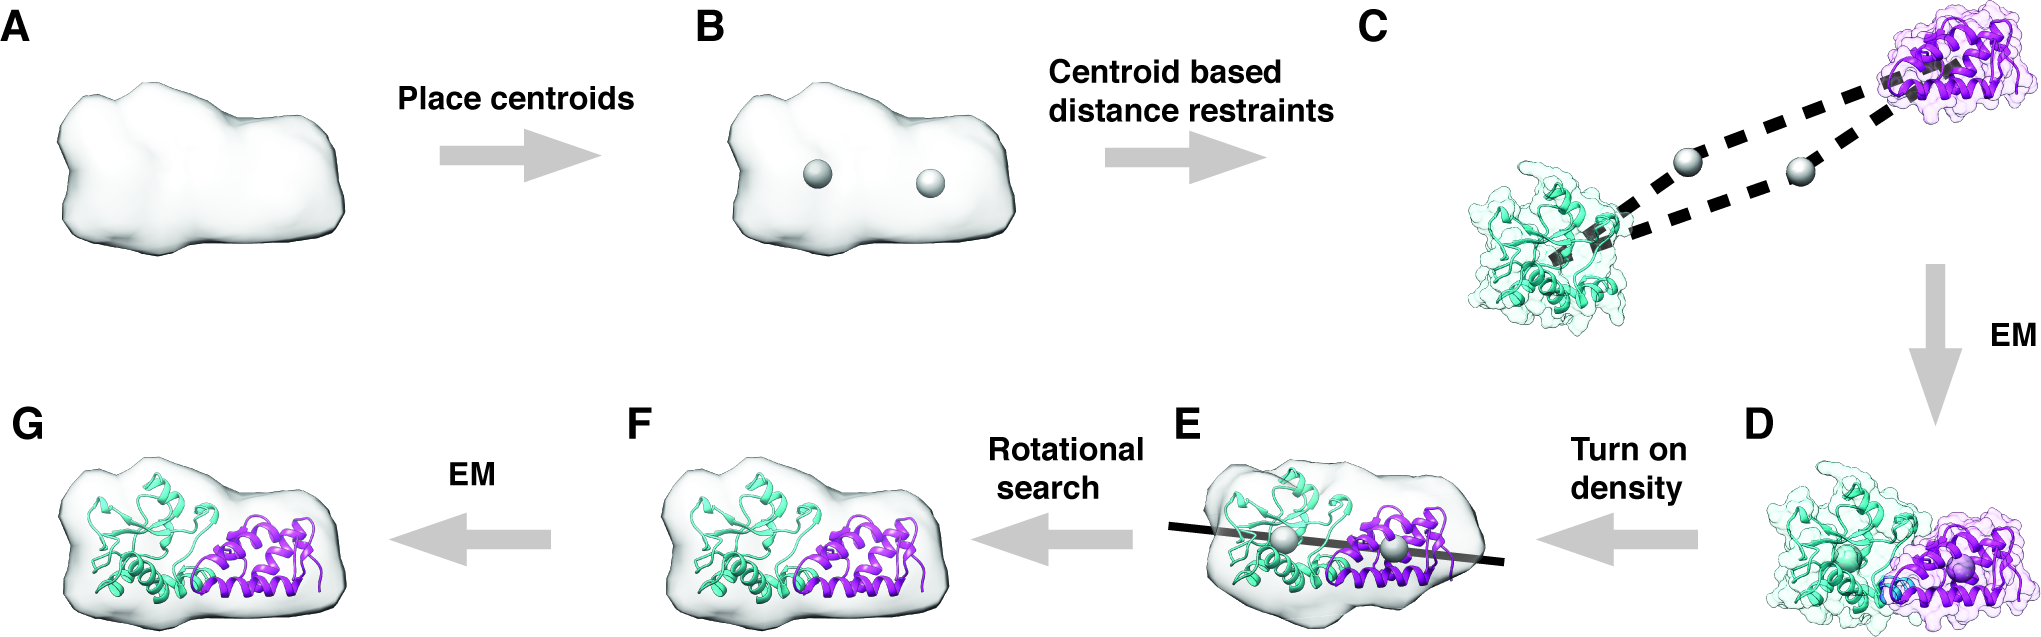 A
Place centroids
B
Centroid based
distance restraints
C
EM
D
Turn on
density
E
Rotational
search
F
EM
G